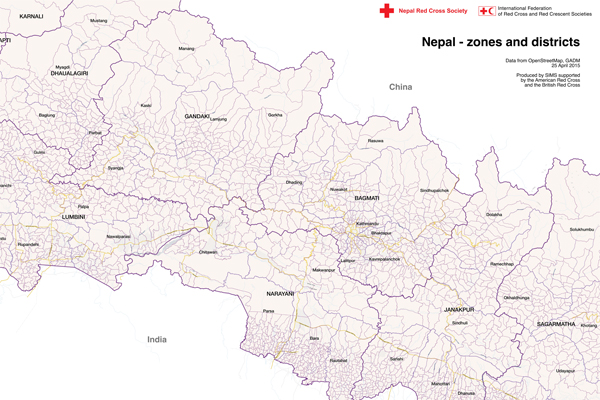 Nepal Red Cross Society
International Federation
of Red Cross and Red Crescent Societies
Nepal - zones and districts
Data from OpenStreetMap, GADM
25 April 2015
Produced by SIMS supported
by the American Red Cross
and the British Red Cross
KARNALI
Mustang
Manang
Myagdi
DHAULAGIRI
China
Kaski
Baglung
GANDAKI
Lamjung
Gorkha
Parbat
Rasuwa
Gulmi
Syangja
Dhading
Nuwakot
Sindhupalchok
BAGMATI
Palpa
LUMBINI
Dolakha
Kathmandu
Bhaktapur
Solukhumbu
Nawalparasi
Rupandehi
Chitawan
Lalitpur
Kavrepalanchok
Ramechhap
Makwanpur
NARAYANI
Okhaldhunga
Parsa
JANAKPUR
Sindhuli
SAGARMATHA
Khotang
India
Bara
Rautahat
Sarlahi
Udayapur
Mahottari
Dhanusa